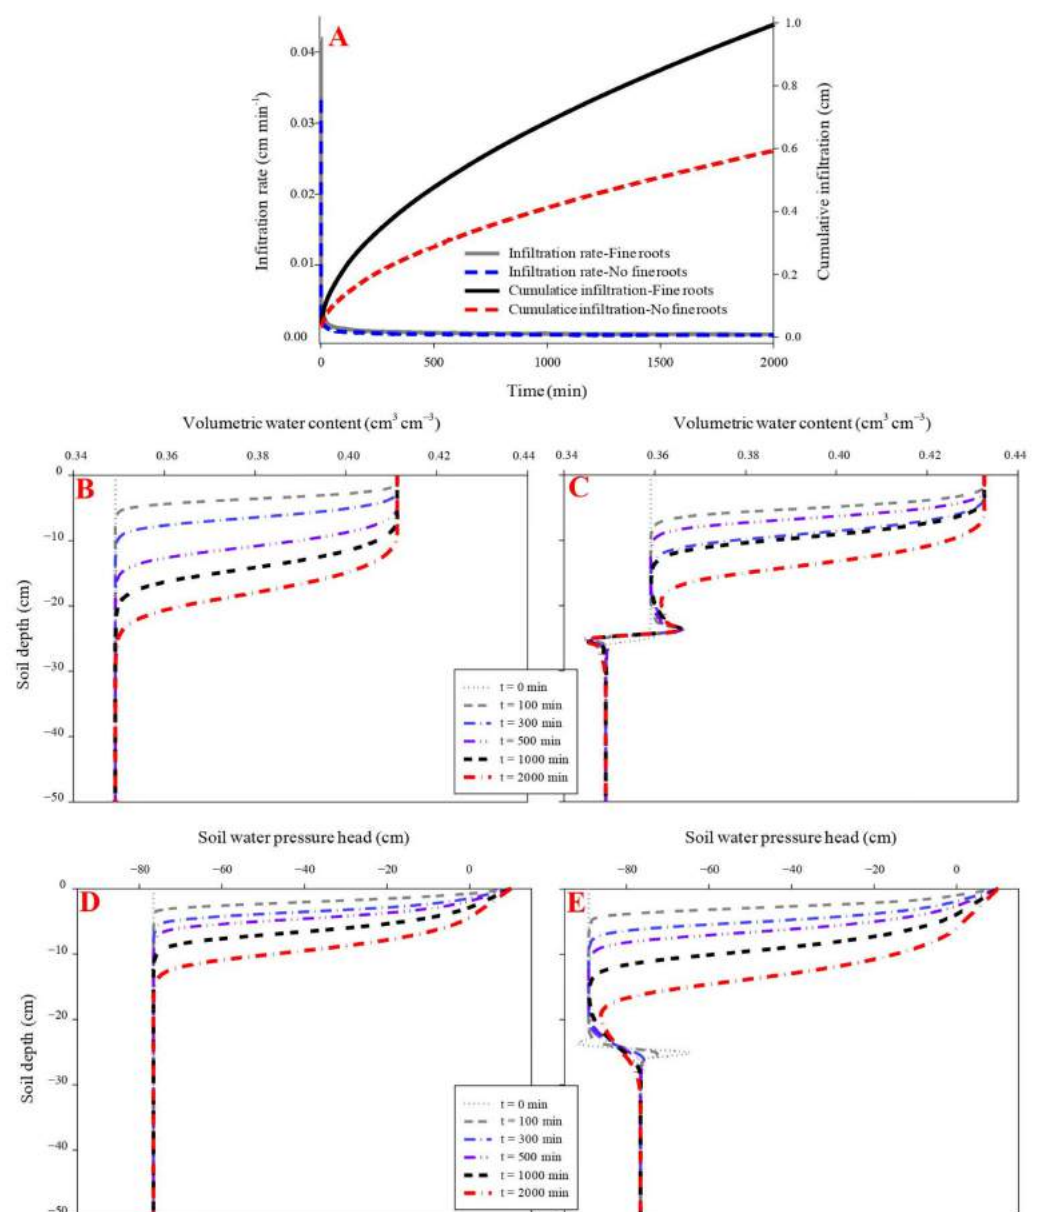 A
Infitration rate (cm min⁻¹)
0.04
0.03
0.02
0.01
0.00
1.0
0.8
0.6
0.4
0.2
0.0
Cumulative infiltration (cm)
Infiltration rate-Fine roots
Infiltration rate-No fine roots
Cumulatice infiltration-Fine roots
Cumulatice infiltration-No fine roots
0 500 1000 1500 2000
Time (min)
Volumetric water content (cm³ cm⁻³)
0.34 0.36 0.38 0.40 0.42 0.44
B
Soil depth (cm)
0
−10
−20
−30
−40
−50
Volumetric water content (cm³ cm⁻³)
0.34 0.36 0.38 0.40 0.42 0.44
C
t = 0 min
t = 100 min
t = 300 min
t = 500 min
t = 1000 min
t = 2000 min
Soil water pressure head (cm)
−80 −60 −40 −20 0
D
Soil depth (cm)
0
−10
−20
−30
−40
−50
Soil water pressure head (cm)
−80 −60 −40 −20 0
E
t = 0 min
t = 100 min
t = 300 min
t = 500 min
t = 1000 min
t = 2000 min